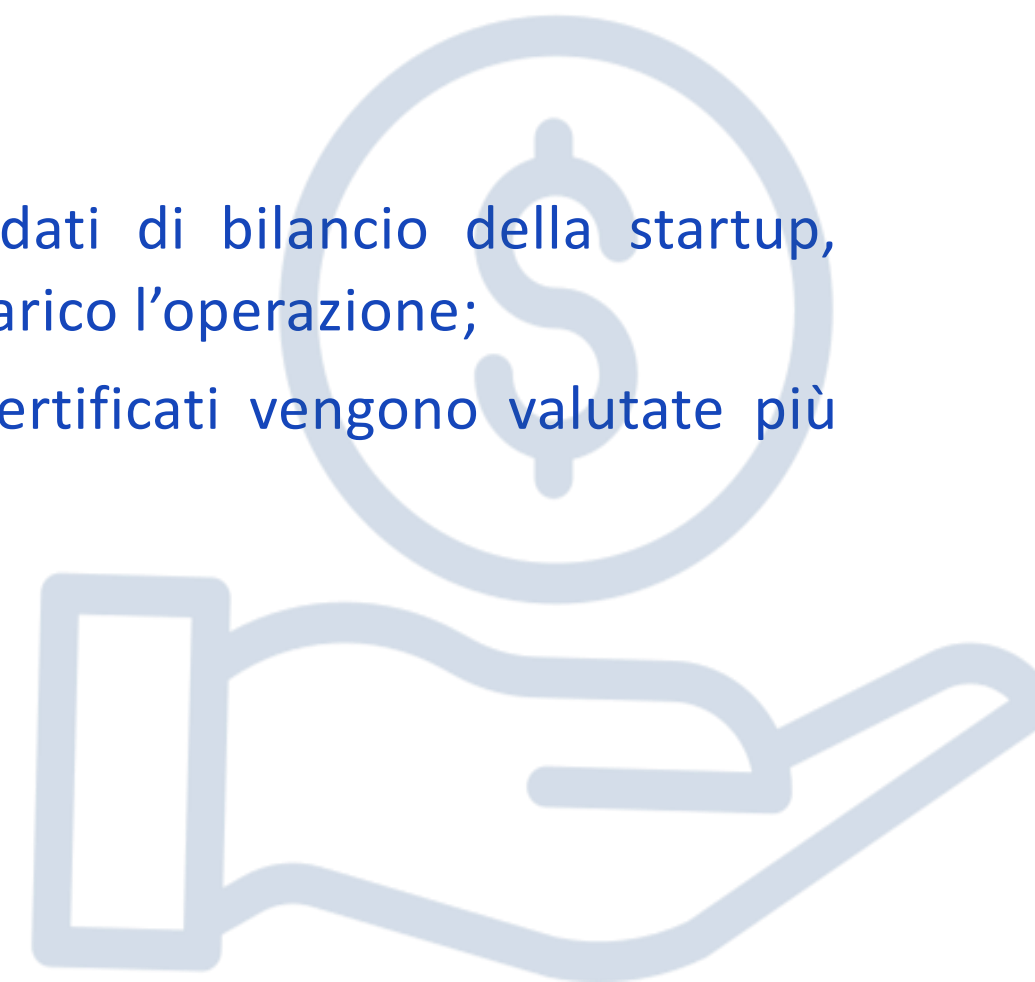 dati di bilancio della startup,
arico l’operazione;
ertificati vengono valutate più